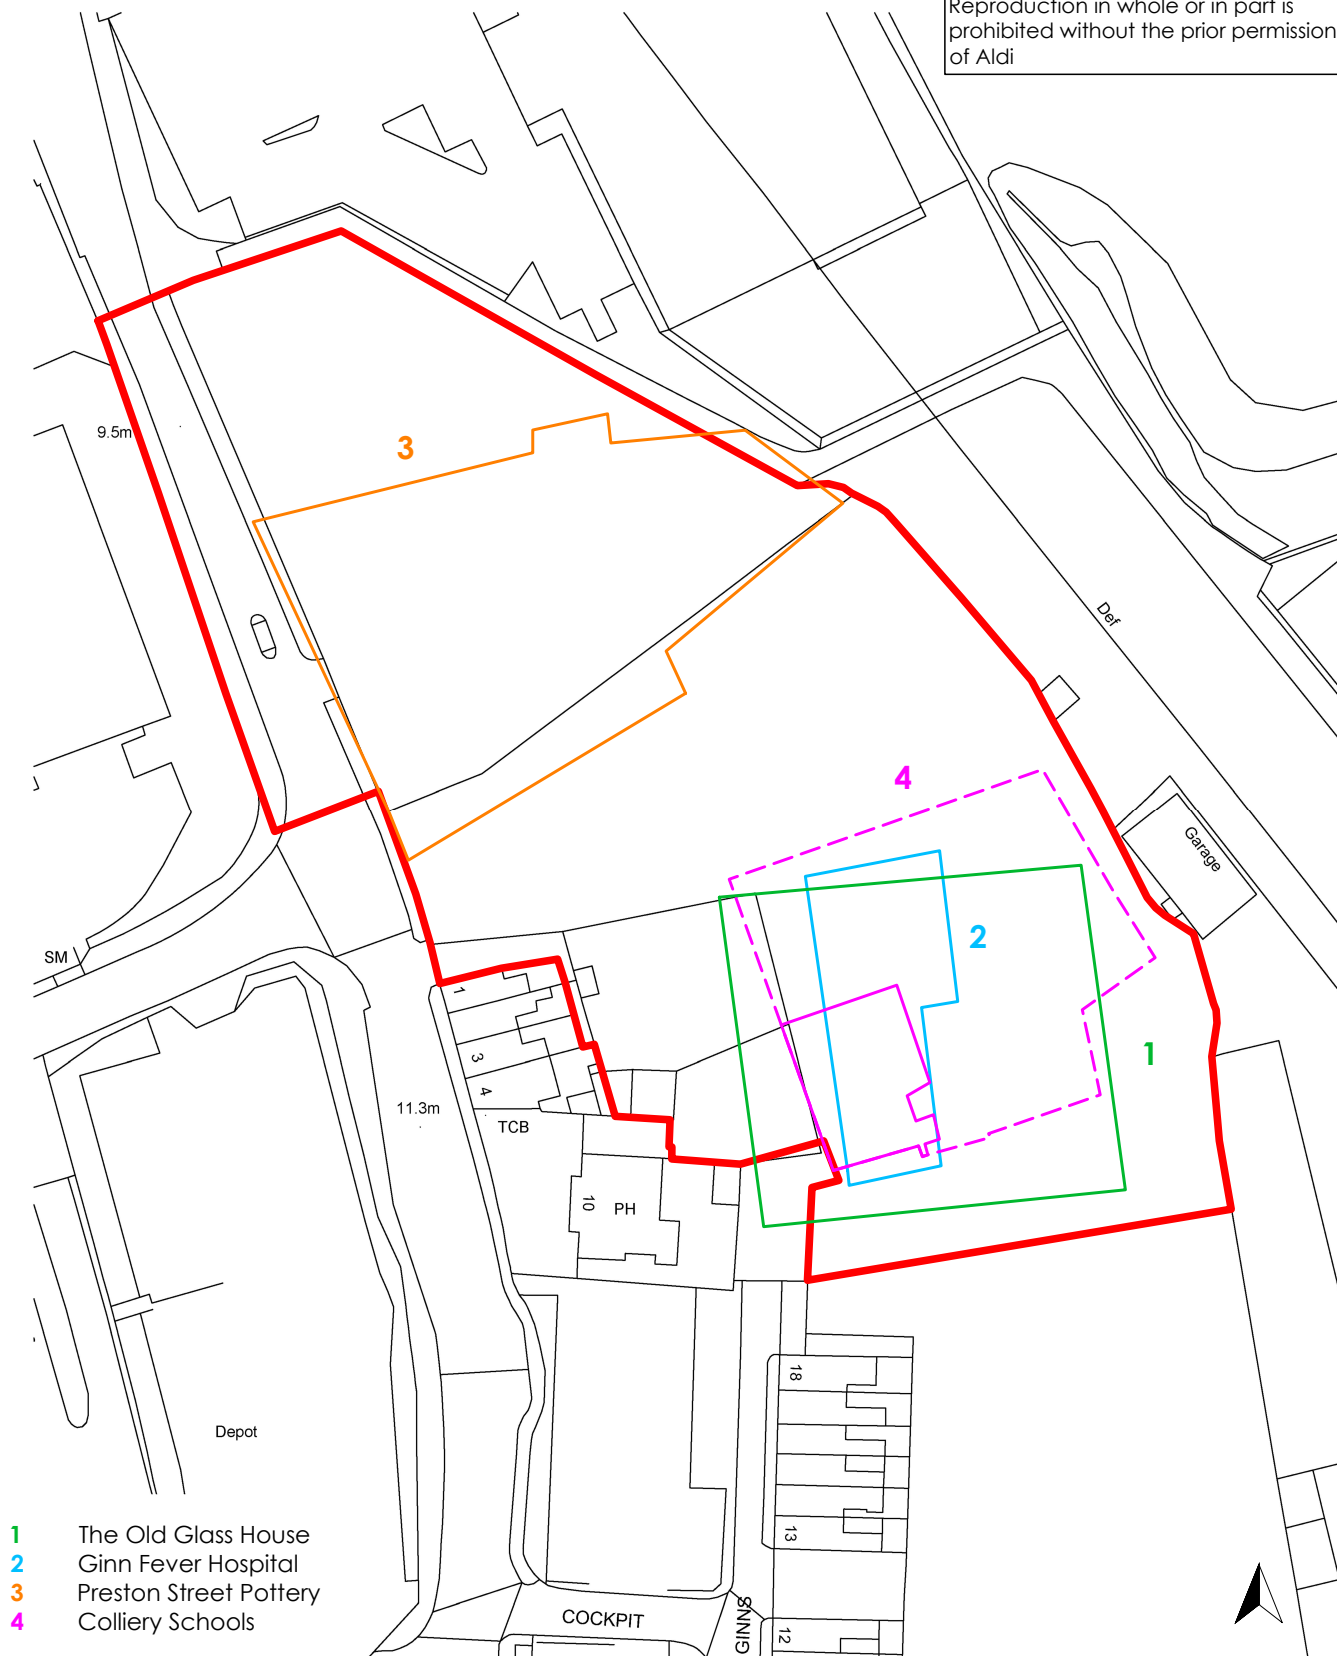 Reproduction in whole or in part is
prohibited without the prior permission
of Aldi
9.5m
3
Def
4
Garage
2
SM
1
1
3
4
11.3m
TCB
10
PH
18
Depot
13
1 The Old Glass House
2 Ginn Fever Hospital
3 Preston Street Pottery
4 Colliery Schools
COCKPIT
GINNS
12